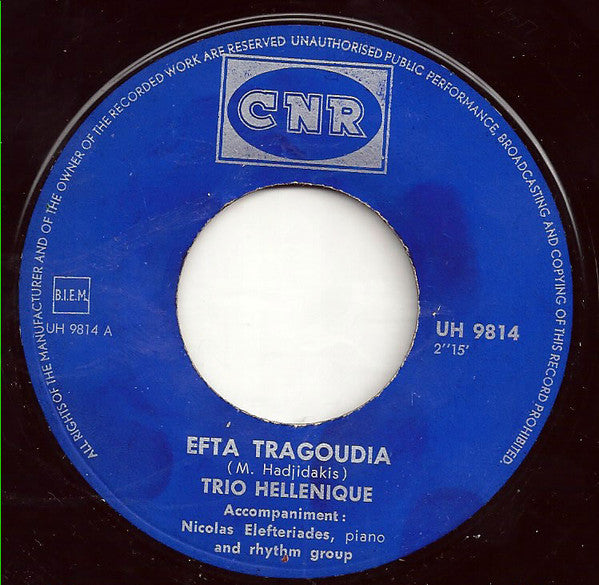 ALL RIGHTS OF THE MANUFACTURER AND OF THE OWNER OF THE RECORDED WORK ARE RESERVED UNAUTHORISED PUBLIC PERFORMANCE, BROADCASTING AND COPYING OF THIS RECORD PROHIBITED.
CNR
B.I.E.M.
UH 9814 A
UH 9814
2''15'
EFTA TRAGOUDIA
(M. Hadjidakis)
TRIO HELLENIQUE
Accompaniment:
Nicolas Elefteriades, piano
and rhythm group